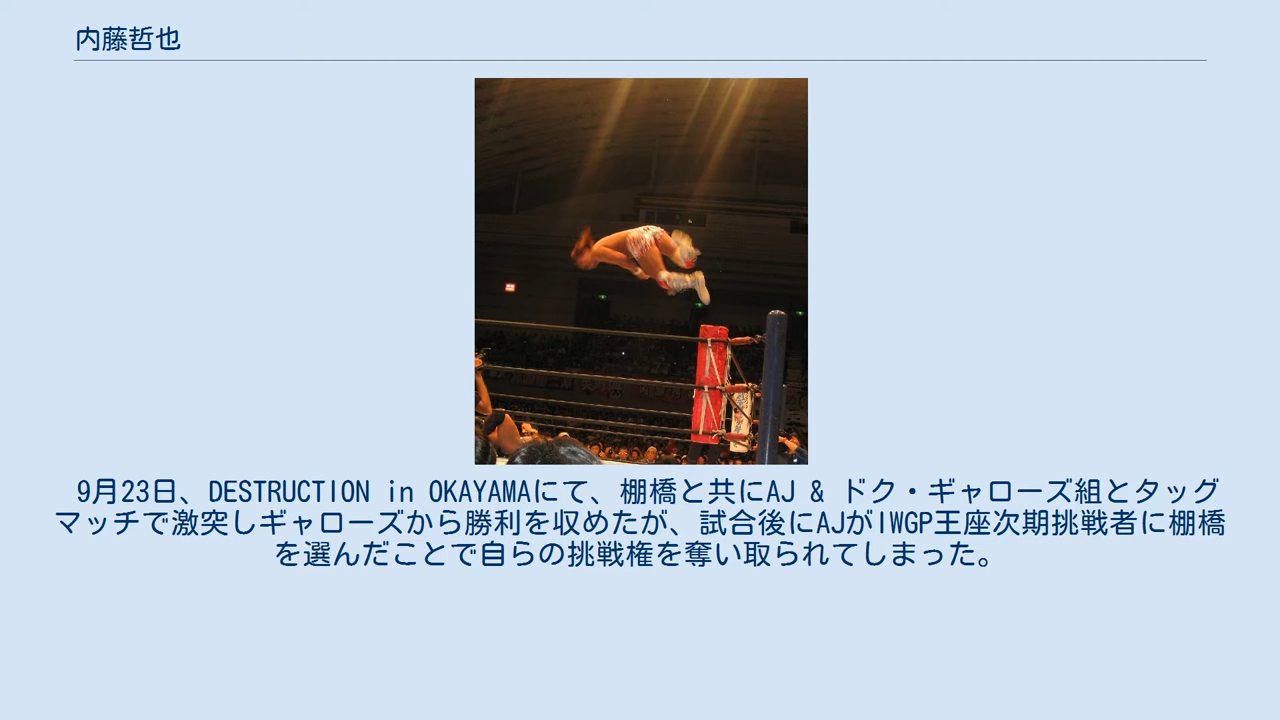 内藤哲也
9月23日、DESTRUCTION in OKAYAMAにて、棚橋と共にAJ & ドク・ギャローズ組とタッグ
マッチで激突しギャローズから勝利を収めたが、試合後にAJがIWGP王座次期挑戦者に棚橋
を選んだことで自らの挑戦権を奪い取られてしまった。